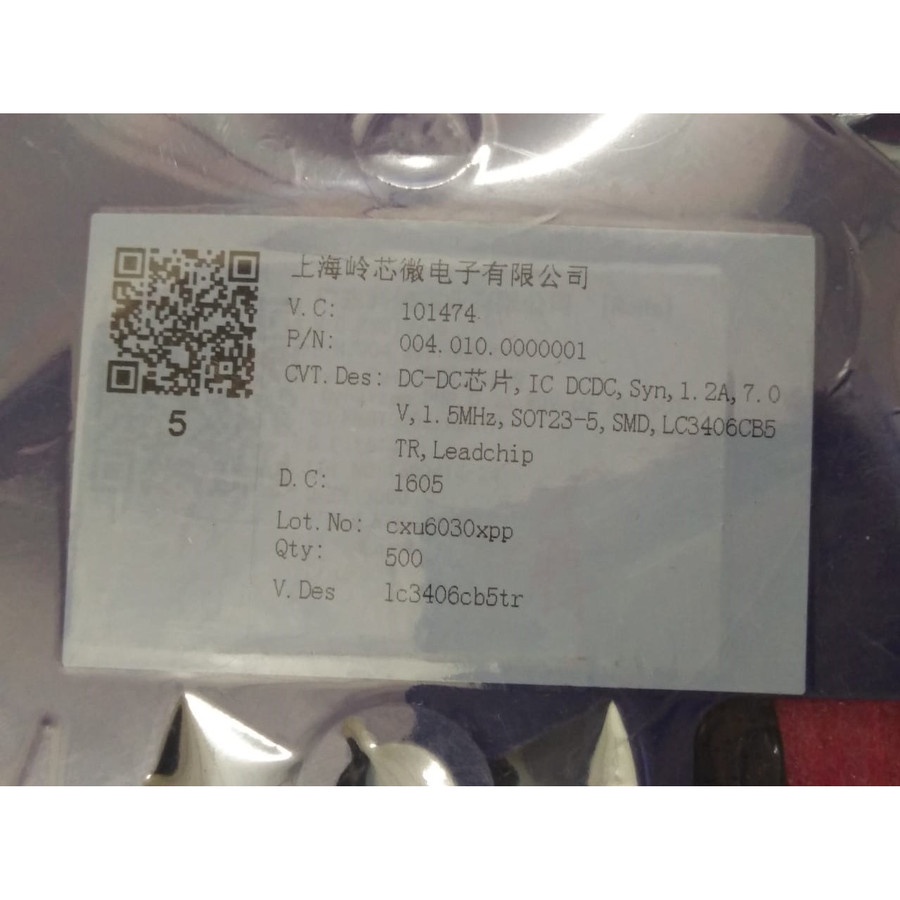 上海岭芯微电子有限公司
V.C: 101474
P/N: 004.010.0000001
CVT.Des: DC-DC芯片,IC DCDC,Syn,1.2A,7.0
V,1.5MHz,SOT23-5,SMD,LC3406CB5
TR,Leadchip
5
D.C: 1605
Lot.No: cxu6030xpp
Qty: 500
V.Des lc3406cb5tr